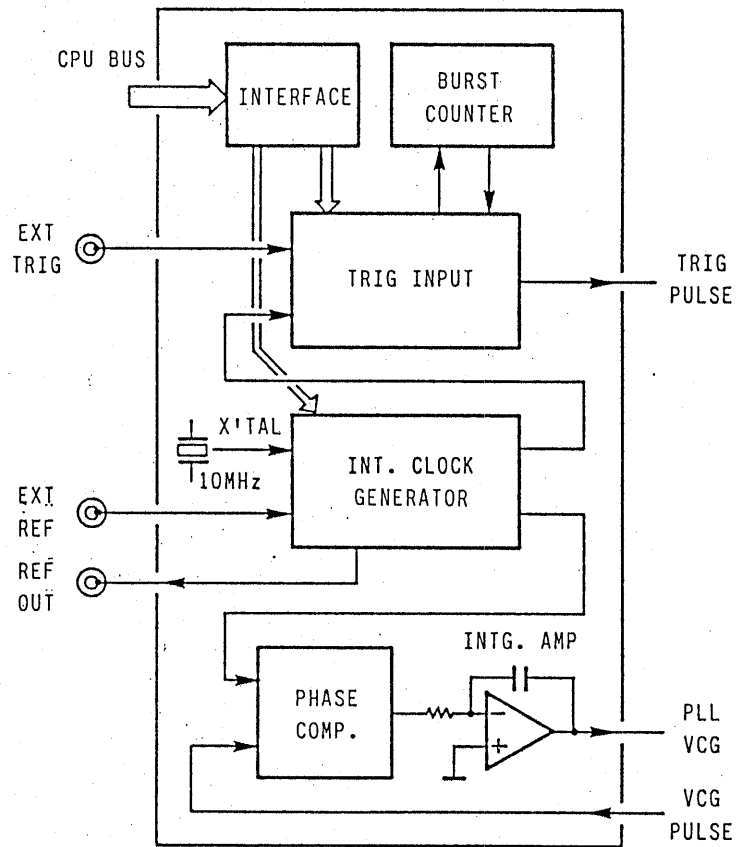 CPU BUS
INTERFACE
BURST
COUNTER
EXT
TRIG
TRIG INPUT
TRIG
PULSE
X'TAL
10MHz
INT. CLOCK
GENERATOR
EXT
REF
REF
OUT
INTG. AMP
PHASE
COMP.
PLL
VCG
VCG
PULSE